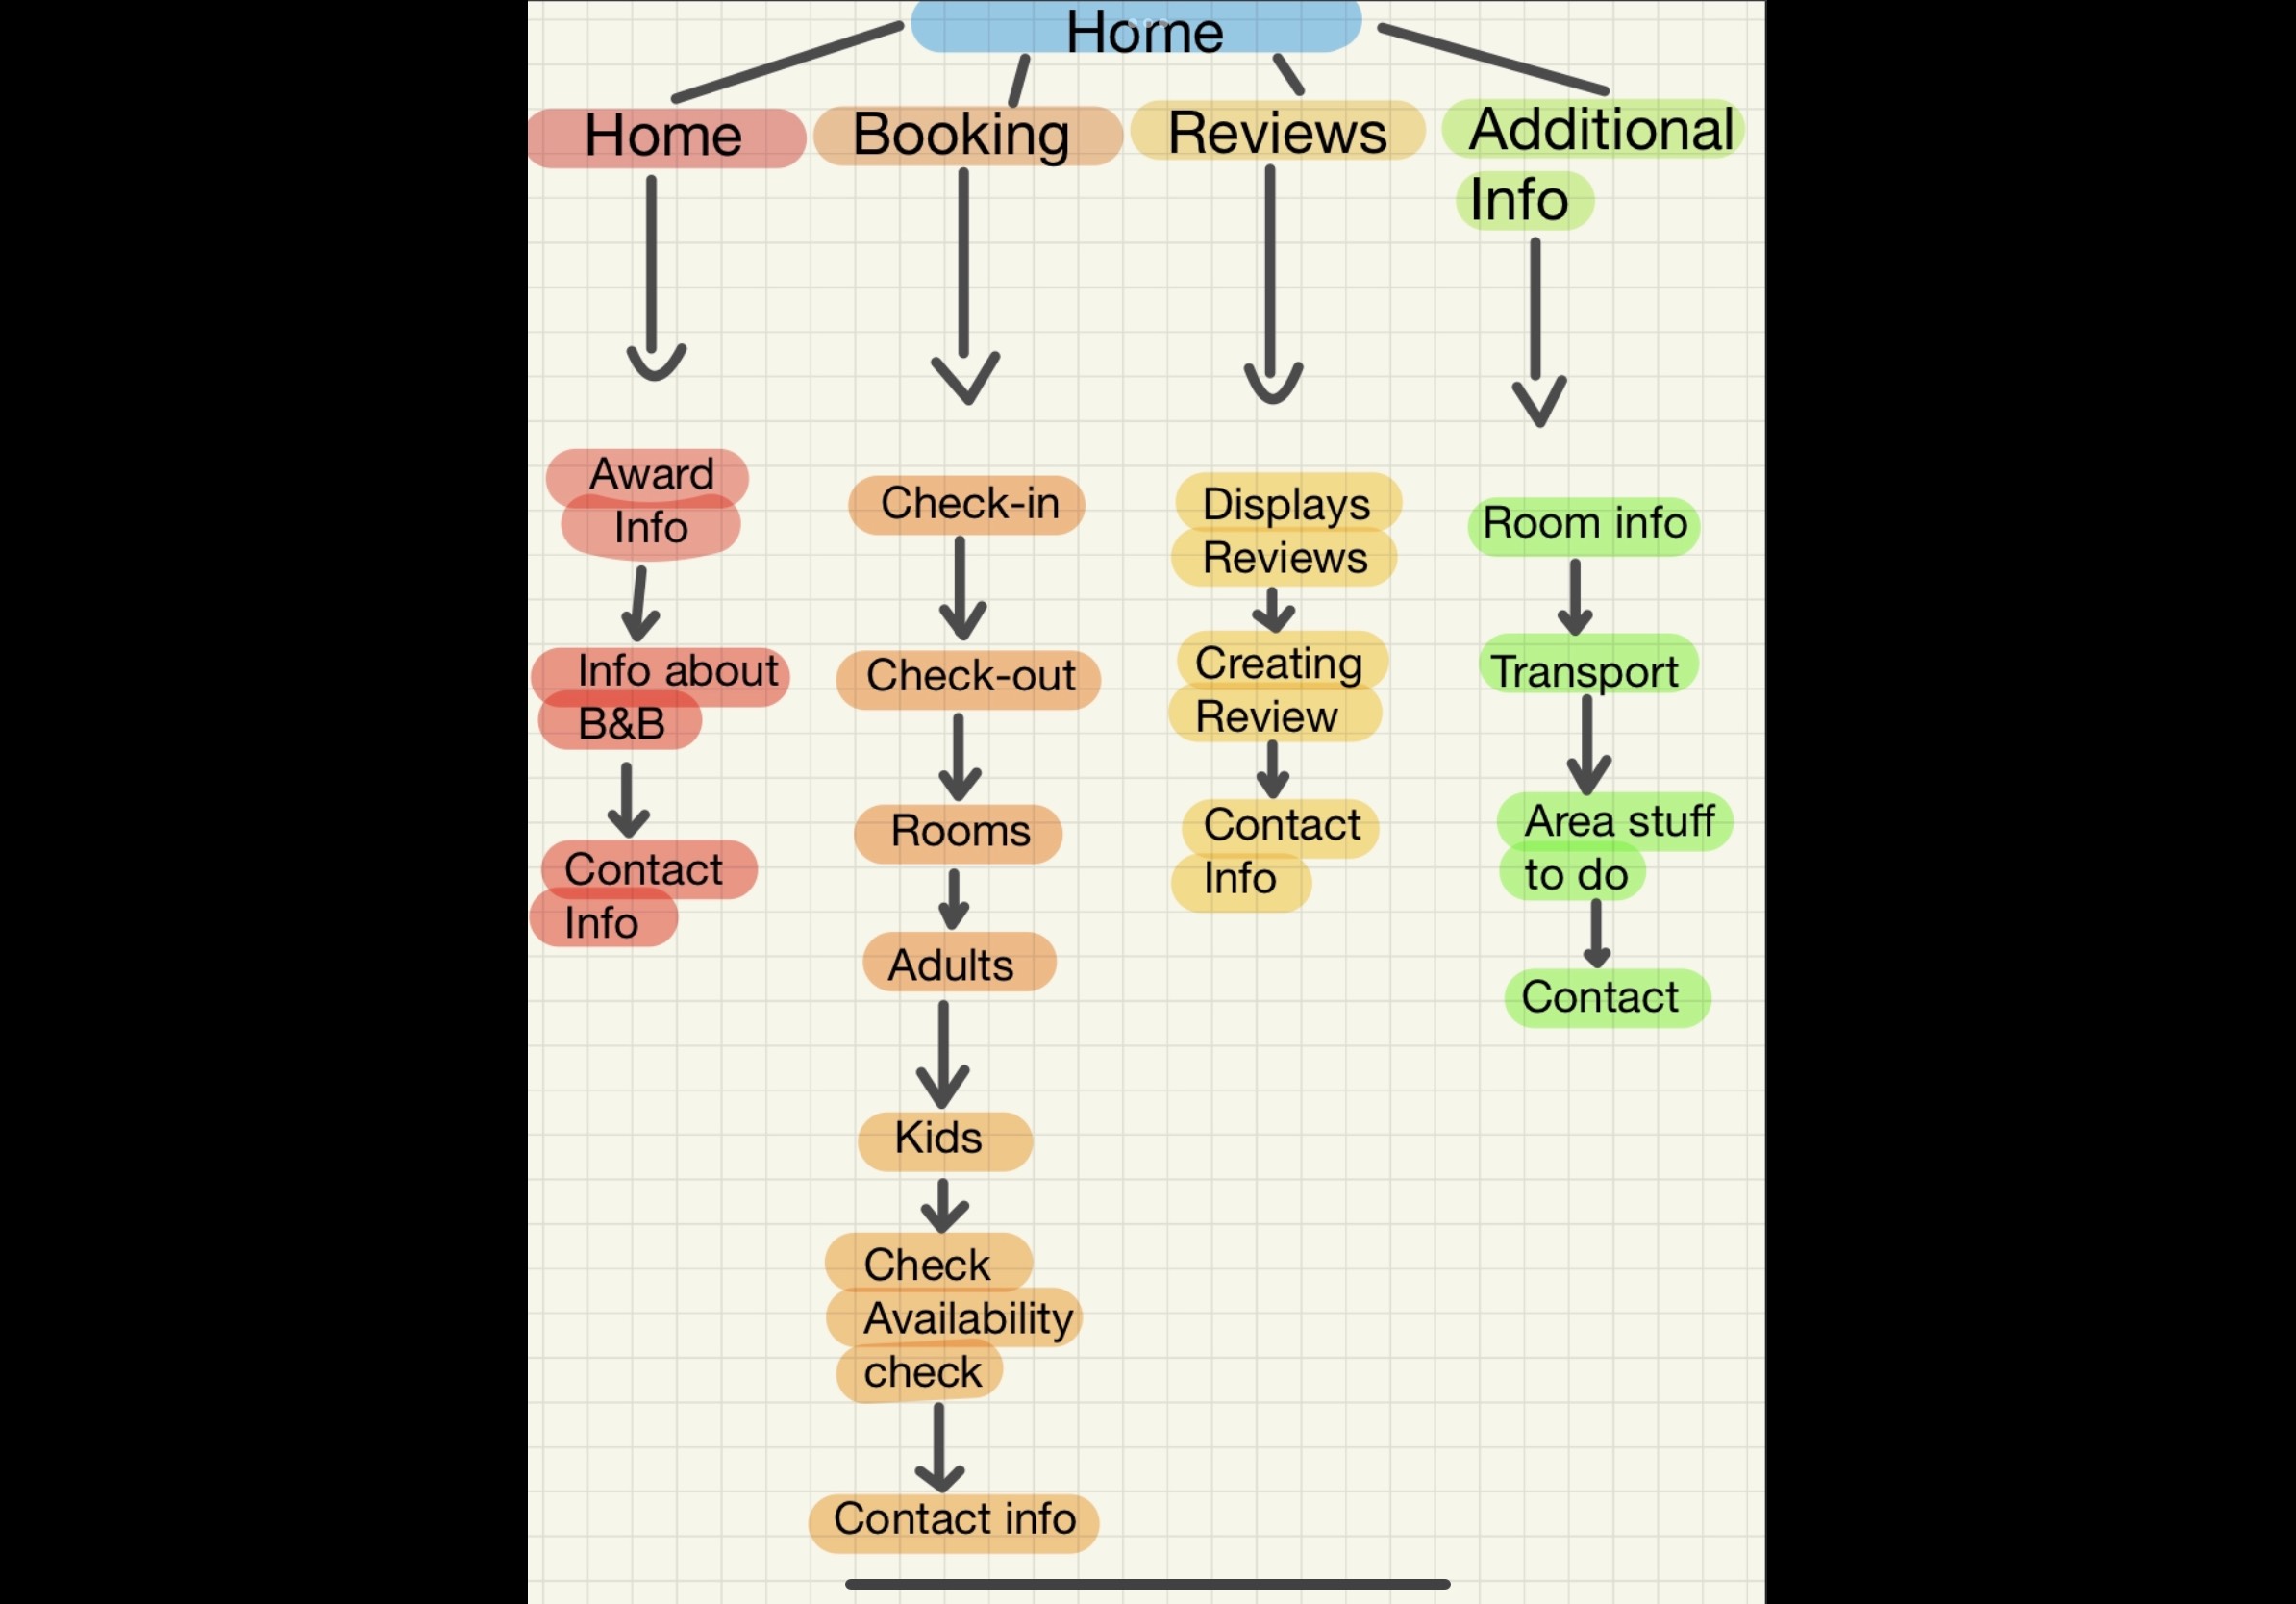 Home
Home
Booking
Reviews
Additional
Info
Award
Info
Info about
B&B
Contact
Info
Check-in
Check-out
Rooms
Adults
Kids
Check
Availability
check
Contact info
Displays
Reviews
Creating
Review
Contact
Info
Room info
Transport
Area stuff
to do
Contact